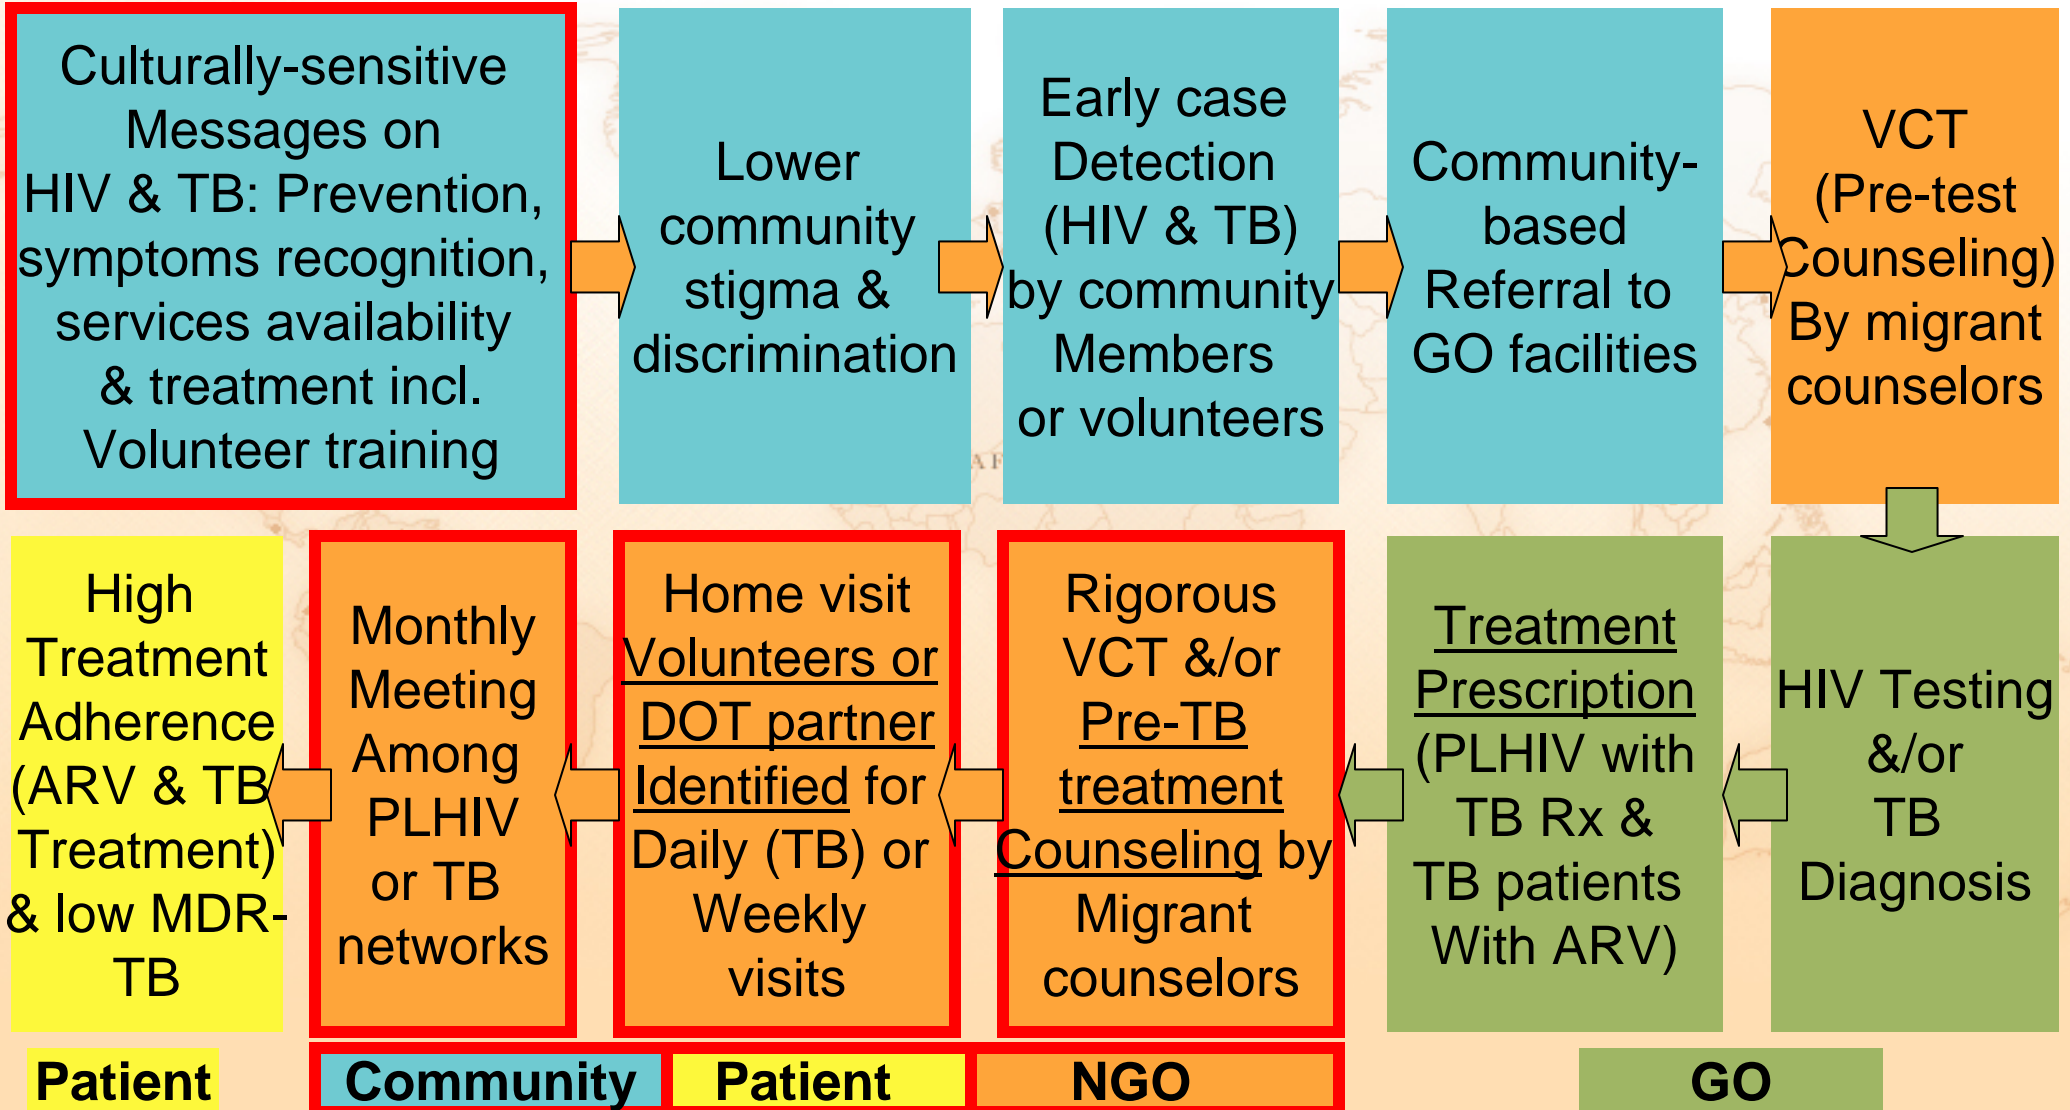 Culturally-sensitive
Messages on
HIV & TB: Prevention,
symptoms recognition,
services availability
& treatment incl.
Volunteer training
Lower
community
stigma &
discrimination
Early case
Detection
(HIV & TB)
by community
Members
or volunteers
Community-
based
Referral to
GO facilities
VCT
(Pre-test
Counseling)
By migrant
counselors
High
Treatment
Adherence
(ARV & TB
Treatment)
& low MDR-
TB
Monthly
Meeting
Among
PLHIV
or TB
networks
Home visit
Volunteers or
DOT partner
Identified for
Daily (TB) or
Weekly
visits
Rigorous
VCT &/or
Pre-TB
treatment
Counseling by
Migrant
counselors
Treatment
Prescription
(PLHIV with
TB Rx &
TB patients
With ARV)
HIV Testing
&/or
TB
Diagnosis
Patient
Community
Patient
NGO
GO